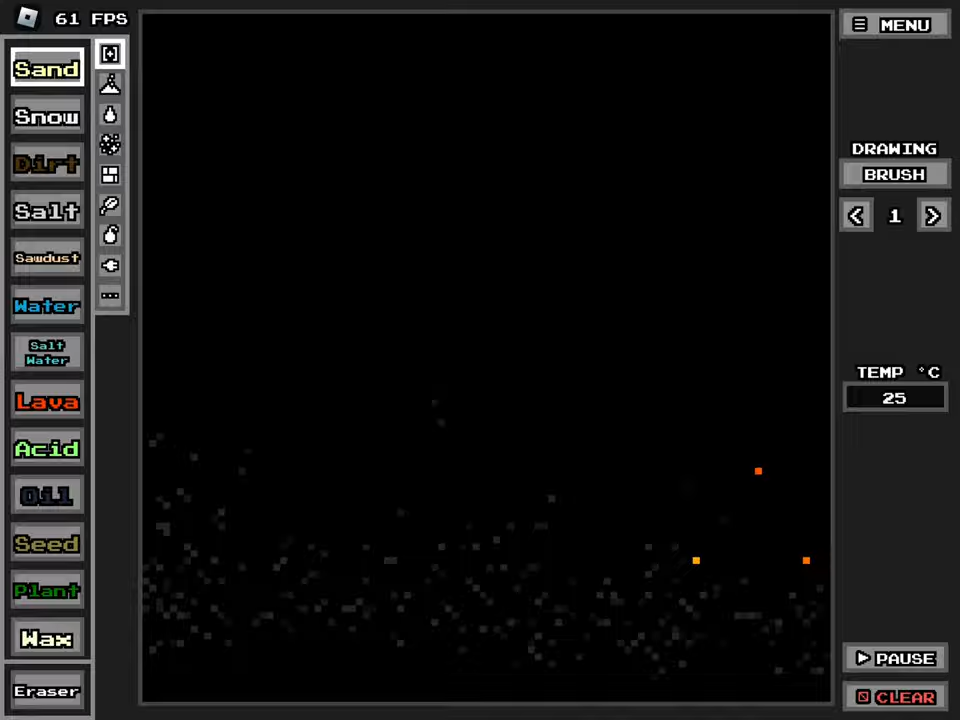 61 FPS
Sand
Snow
Dirt
Salt
Sawdust
Water
Salt
Water
Lava
Acid
Oil
Seed
Plant
Wax
Eraser
MENU
DRAWING
BRUSH
1
TEMP °C
25
PAUSE
CLEAR